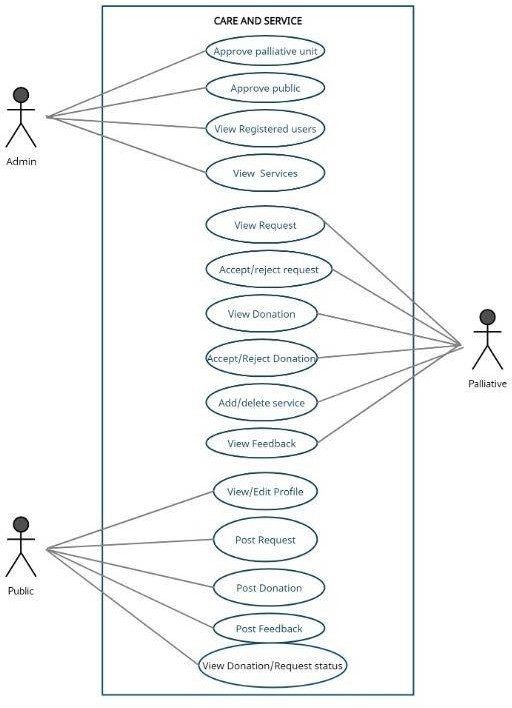 CARE AND SERVICE
Approve palliative unit
Approve public
View Registered users
View Services
Admin
View Request
Accept/reject request
View Donation
Accept/Reject Donation
Add/delete service
View Feedback
Palliative
View/Edit Profile
Post Request
Post Donation
Post Feedback
View Donation/Request status
Public